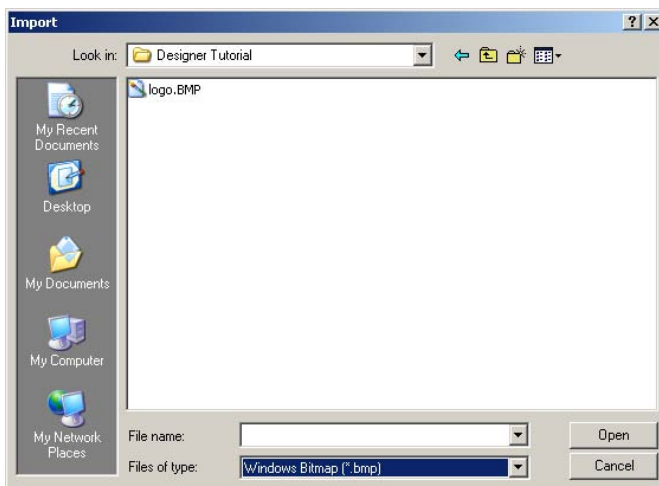 Import
Look in: Designer Tutorial
logo.BMP
My Recent
Documents
Desktop
My Documents
My Computer
My Network
Places
File name:
Open
Files of type: Windows Bitmap (*.bmp)
Cancel